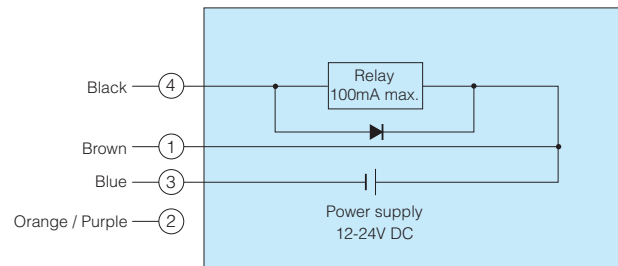 Black 4
Relay
100mA max.
Brown 1
Blue 3
Power supply
12-24V DC
Orange / Purple 2